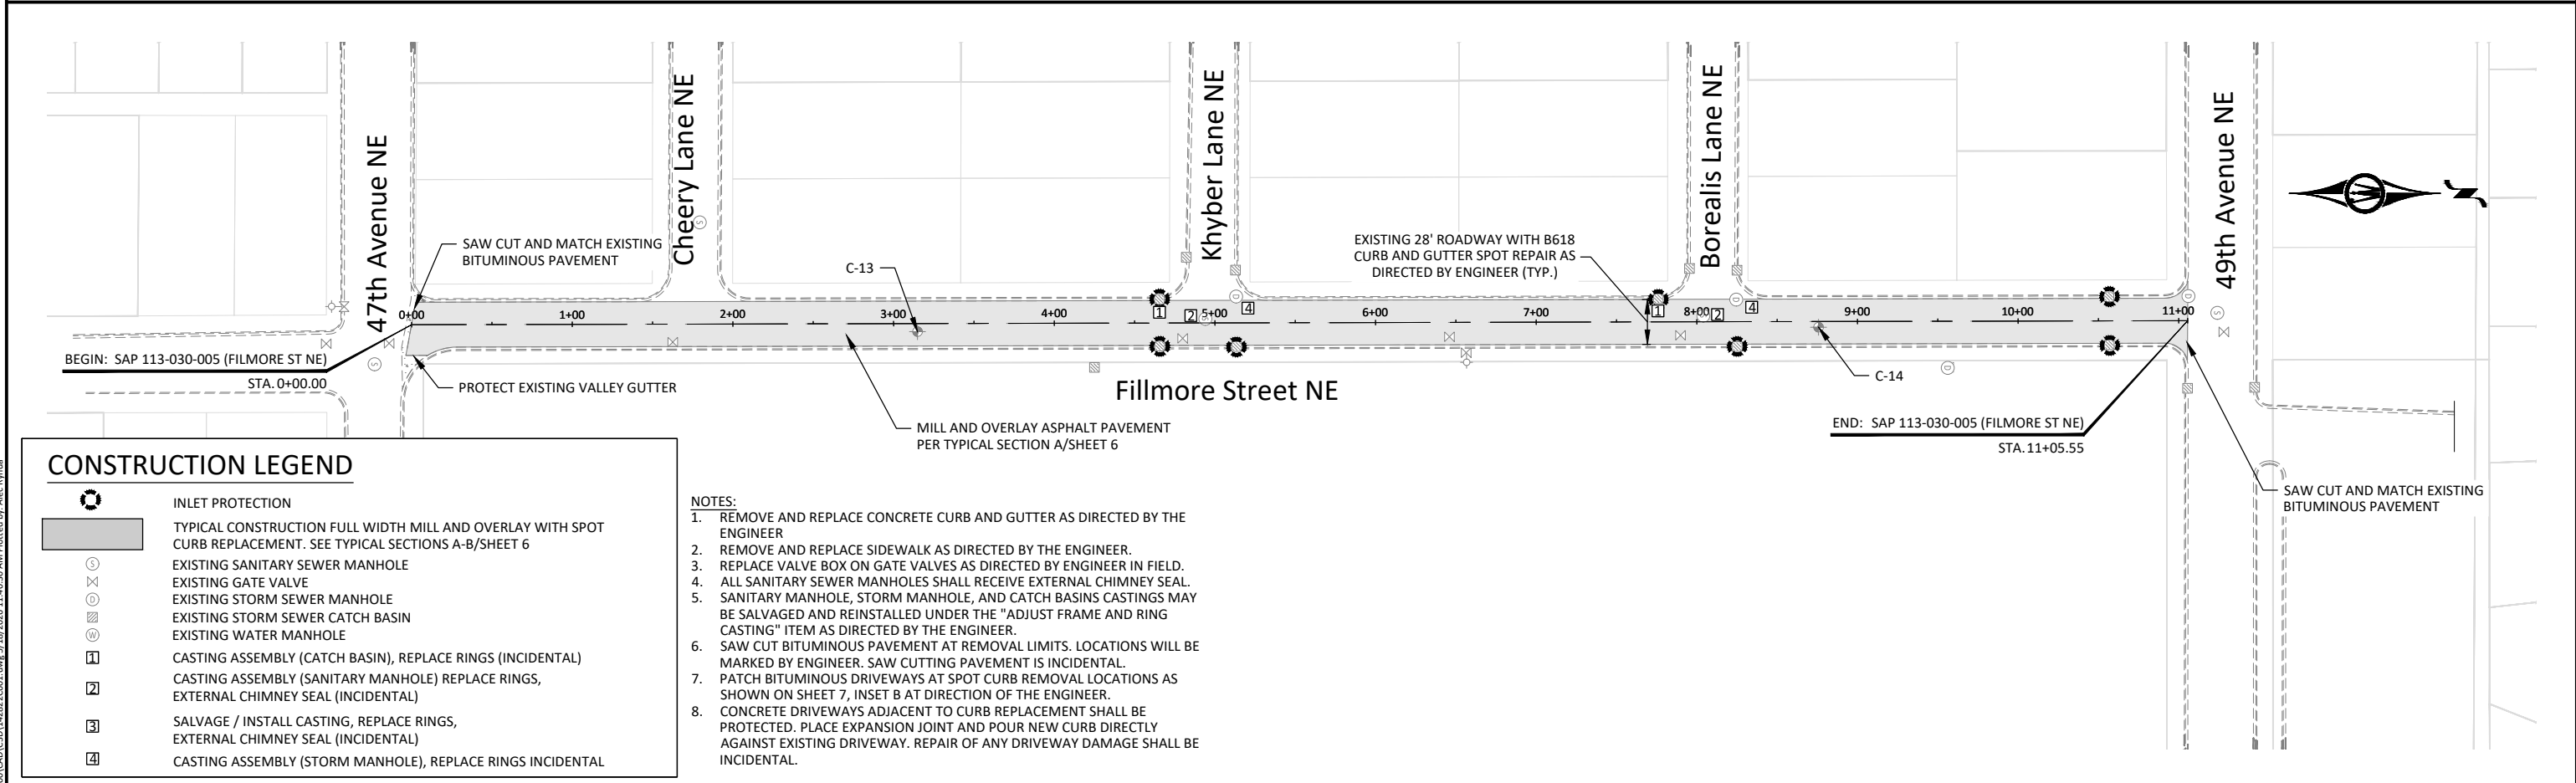 47th Avenue NE
Cheery Lane NE
Khyber Lane NE
Borealis Lane NE
49th Avenue NE
SAW CUT AND MATCH EXISTING
BITUMINOUS PAVEMENT
C-13
EXISTING 28' ROADWAY WITH B618
CURB AND GUTTER SPOT REPAIR AS
DIRECTED BY ENGINEER (TYP.)
N
S
D
D
D
S
0+00
1+00
2+00
3+00
4+00
5+00
6+00
7+00
8+00
9+00
10+00
11+00
1
2
4
1
2
4
BEGIN: SAP 113-030-005 (FILMORE ST NE)
STA. 0+00.00
S
PROTECT EXISTING VALLEY GUTTER
Fillmore Street NE
C-14
D
MILL AND OVERLAY ASPHALT PAVEMENT
PER TYPICAL SECTION A/SHEET 6
END: SAP 113-030-005 (FILMORE ST NE)
STA. 11+05.55
SAW CUT AND MATCH EXISTING
BITUMINOUS PAVEMENT
CONSTRUCTION LEGEND
INLET PROTECTION
TYPICAL CONSTRUCTION FULL WIDTH MILL AND OVERLAY WITH SPOT
CURB REPLACEMENT. SEE TYPICAL SECTIONS A-B/SHEET 6
S EXISTING SANITARY SEWER MANHOLE
EXISTING GATE VALVE
D EXISTING STORM SEWER MANHOLE
EXISTING STORM SEWER CATCH BASIN
W EXISTING WATER MANHOLE
1 CASTING ASSEMBLY (CATCH BASIN), REPLACE RINGS (INCIDENTAL)
2 CASTING ASSEMBLY (SANITARY MANHOLE) REPLACE RINGS,
EXTERNAL CHIMNEY SEAL (INCIDENTAL)
3 SALVAGE / INSTALL CASTING, REPLACE RINGS,
EXTERNAL CHIMNEY SEAL (INCIDENTAL)
4 CASTING ASSEMBLY (STORM MANHOLE), REPLACE RINGS INCIDENTAL
NOTES:
1. REMOVE AND REPLACE CONCRETE CURB AND GUTTER AS DIRECTED BY THE
ENGINEER
2. REMOVE AND REPLACE SIDEWALK AS DIRECTED BY THE ENGINEER.
3. REPLACE VALVE BOX ON GATE VALVES AS DIRECTED BY ENGINEER IN FIELD.
4. ALL SANITARY SEWER MANHOLES SHALL RECEIVE EXTERNAL CHIMNEY SEAL.
5. SANITARY MANHOLE, STORM MANHOLE, AND CATCH BASINS CASTINGS MAY
BE SALVAGED AND REINSTALLED UNDER THE "ADJUST FRAME AND RING
CASTING" ITEM AS DIRECTED BY THE ENGINEER.
6. SAW CUT BITUMINOUS PAVEMENT AT REMOVAL LIMITS. LOCATIONS WILL BE
MARKED BY ENGINEER. SAW CUTTING PAVEMENT IS INCIDENTAL.
7. PATCH BITUMINOUS DRIVEWAYS AT SPOT CURB REMOVAL LOCATIONS AS
SHOWN ON SHEET 7, INSET B AT DIRECTION OF THE ENGINEER.
8. CONCRETE DRIVEWAYS ADJACENT TO CURB REPLACEMENT SHALL BE
PROTECTED. PLACE EXPANSION JOINT AND POUR NEW CURB DIRECTLY
AGAINST EXISTING DRIVEWAY. REPAIR OF ANY DRIVEWAY DAMAGE SHALL BE
INCIDENTAL.